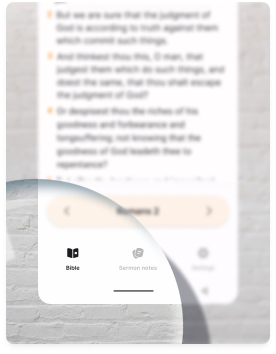 2 But we are sure that the judgment of
God is according to truth against them
which commit such things.
3 And thinkest thou this, O man, that
judgest them which do such things, and
doest the same, that thou shalt escape
the judgment of God?
4 Or despisest thou the riches of his
goodness and forbearance and
longsuffering; not knowing that the
goodness of God leadeth thee to
repentance?
Romans 2
Bible
Sermon notes
Settings